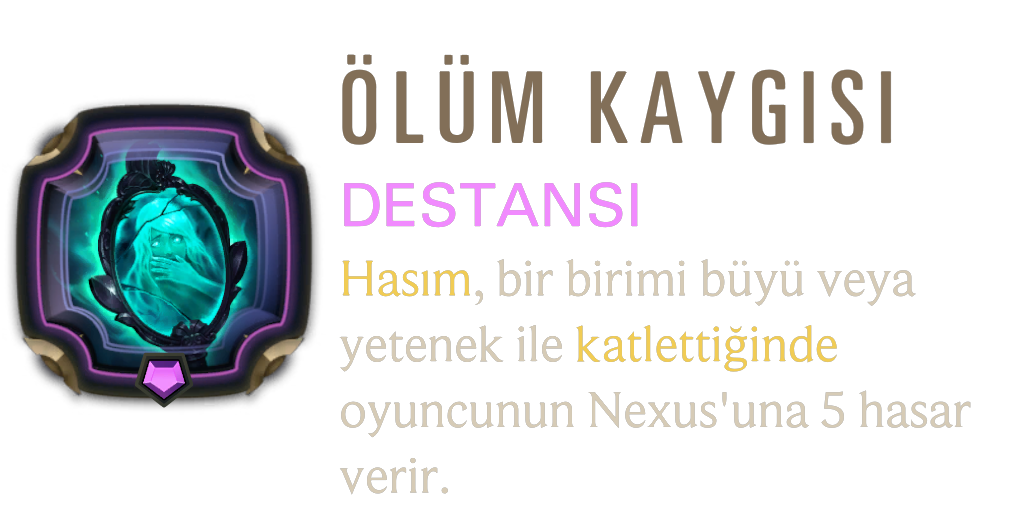 ÖLÜM KAYGISI
DESTANSI
Hasım, bir birimi büyü veya
yetenek ile katlettiğinde
oyuncunun Nexus'una 5 hasar
verir.